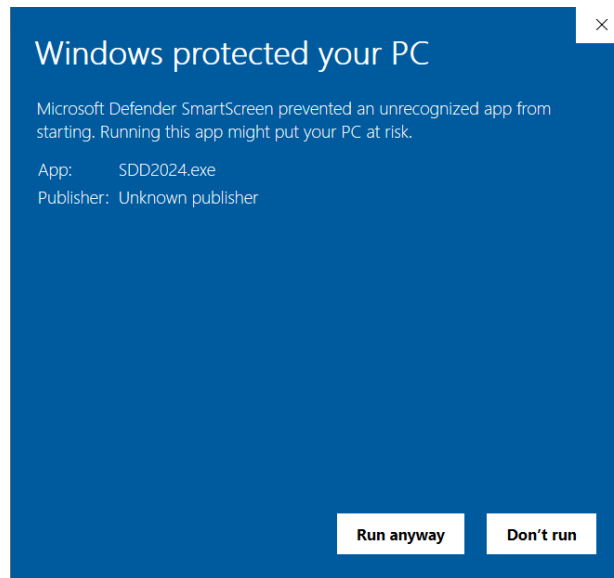 Windows protected your PC
Microsoft Defender SmartScreen prevented an unrecognized app from
starting. Running this app might put your PC at risk.
App: SDD2024.exe
Publisher: Unknown publisher
Run anyway Don’t run